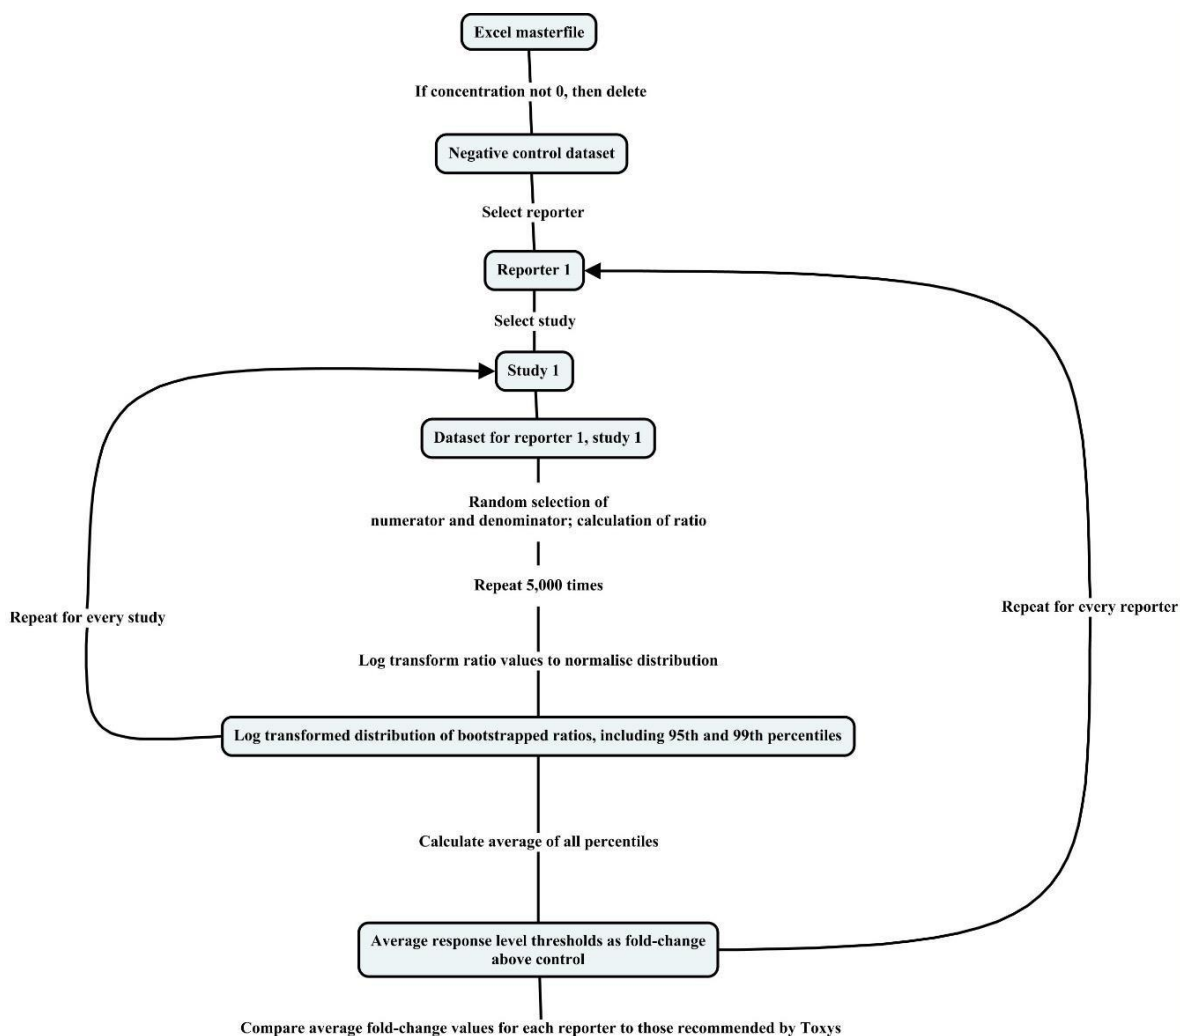 Excel masterfile
If concentration not 0, then delete
Negative control dataset
Select reporter
Reporter 1
Select study
Study 1
Dataset for reporter 1, study 1
Random selection of
numerator and denominator; calculation of ratio
Repeat 5,000 times
Repeat for every study
Repeat for every reporter
Log transform ratio values to normalise distribution
Log transformed distribution of bootstrapped ratios, including 95th and 99th percentiles
Calculate average of all percentiles
Average response level thresholds as fold-change
above control
Compare average fold-change values for each reporter to those recommended by Toxys